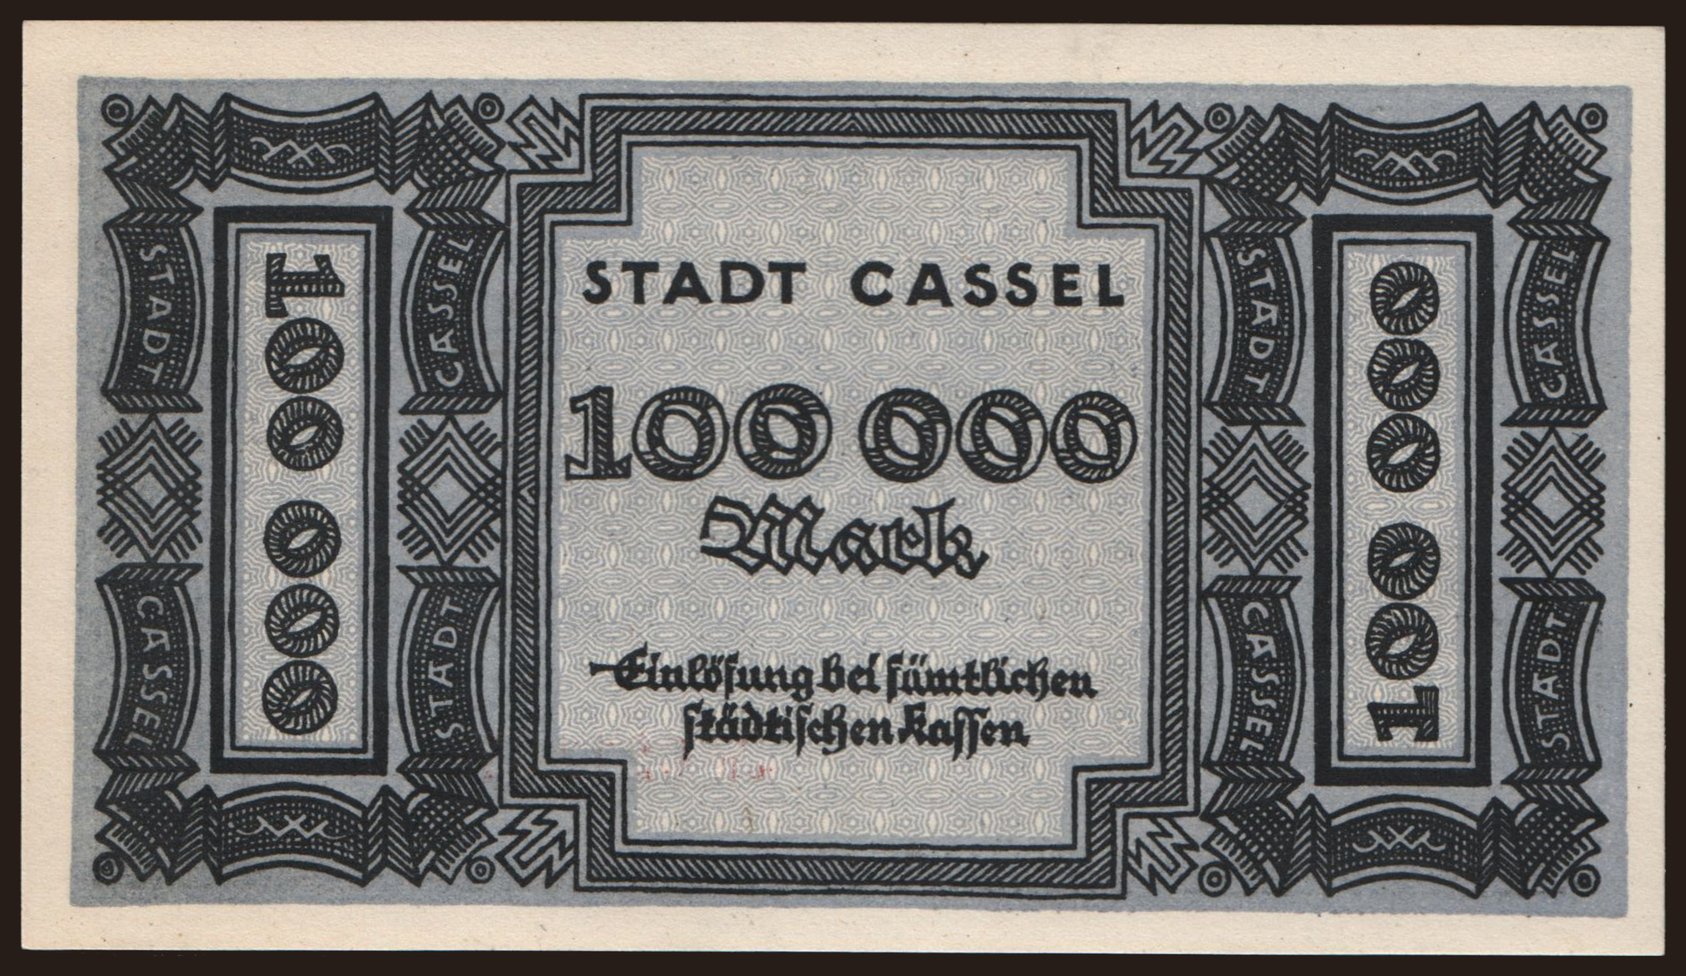 STADT
CASSEL
100 000
CASSEL
STADT
STADT CASSEL
100 000
Mark
Einlösung bei sämtlichen
städtischen Kassen
STADT
CASSEL
100 000
CASSEL
STADT